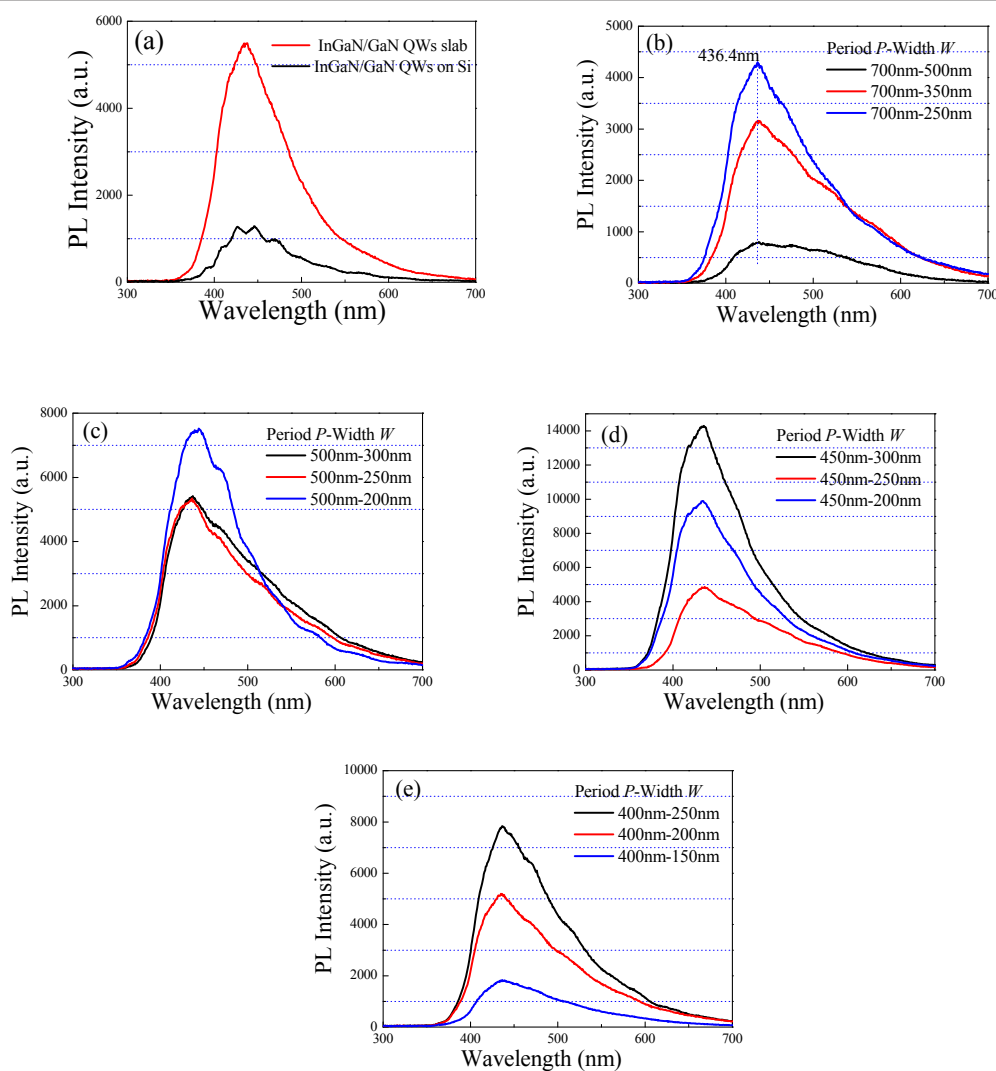 (a)
InGaN/GaN QWs slab
InGaN/GaN QWs on Si
PL Intensity (a.u.)
6000
4000
2000
0
300 400 500 600 700
Wavelength (nm)
(b)
436.4nm
Period P-Width W
700nm-500nm
700nm-350nm
700nm-250nm
PL Intensity (a.u.)
5000
4000
3000
2000
1000
0
300 400 500 600 700
Wavelength (nm)
(c)
Period P-Width W
500nm-300nm
500nm-250nm
500nm-200nm
PL Intensity (a.u.)
8000
6000
4000
2000
0
300 400 500 600 700
Wavelength (nm)
(d)
Period P-Width W
450nm-300nm
450nm-250nm
450nm-200nm
PL Intensity (a.u.)
14000
12000
10000
8000
6000
4000
2000
0
300 400 500 600 700
Wavelength (nm)
(e)
Period P-Width W
400nm-250nm
400nm-200nm
400nm-150nm
PL Intensity (a.u.)
10000
8000
6000
4000
2000
0
300 400 500 600 700
Wavelength (nm)